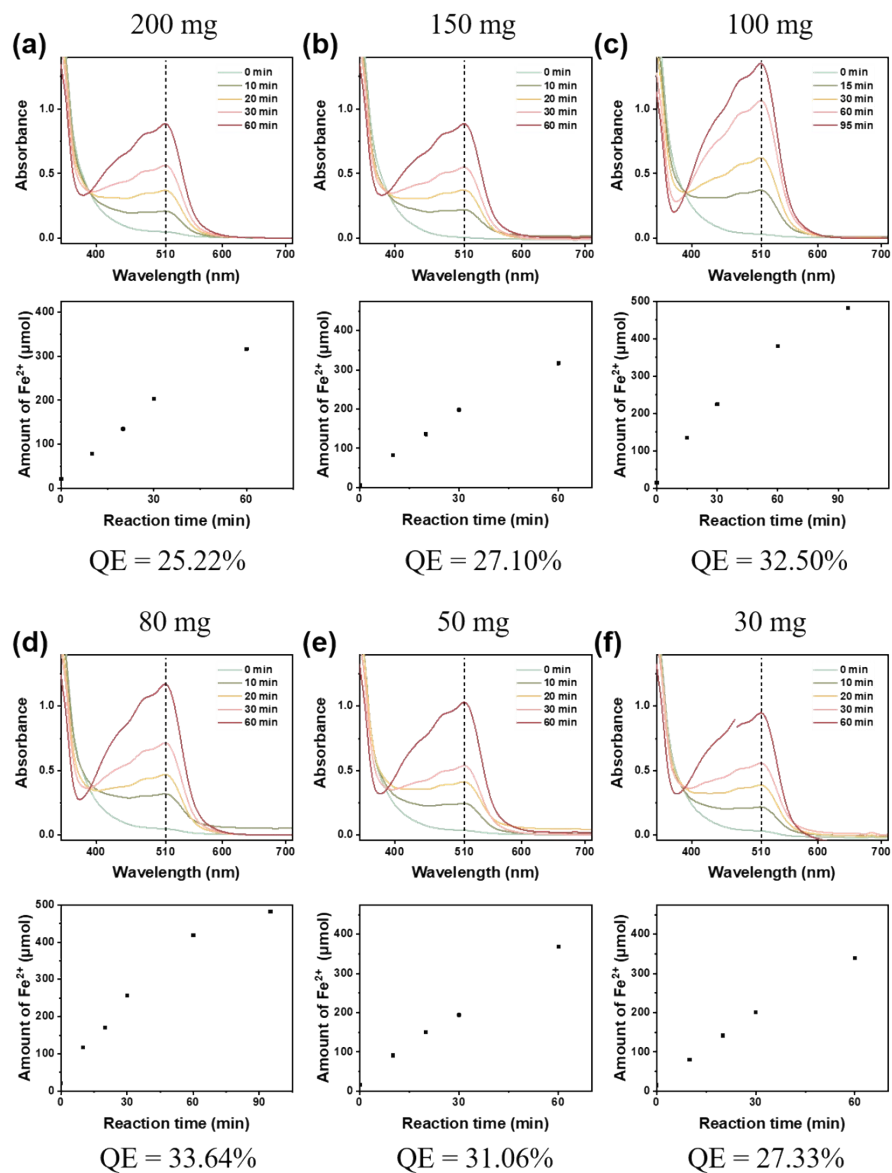 200 mg
150 mg
100 mg
(a)
(b)
(c)
Absorbance
1.0
0.5
0.0
400
510
600
700
Wavelength (nm)
0 min
10 min
20 min
30 min
60 min
Absorbance
1.0
0.5
0.0
400
510
600
700
Wavelength (nm)
0 min
10 min
20 min
30 min
60 min
Absorbance
1.0
0.5
0.0
400
510
600
700
Wavelength (nm)
0 min
15 min
30 min
60 min
95 min
Amount of Fe²⁺ (μmol)
400
300
200
100
0
0
30
60
Reaction time (min)
Amount of Fe²⁺ (μmol)
400
300
200
100
0
0
30
60
Reaction time (min)
Amount of Fe²⁺ (μmol)
500
400
300
200
100
0
0
30
60
90
Reaction time (min)
QE = 25.22%
QE = 27.10%
QE = 32.50%
80 mg
50 mg
30 mg
(d)
(e)
(f)
Absorbance
1.0
0.5
0.0
400
510
600
700
Wavelength (nm)
0 min
10 min
20 min
30 min
60 min
Absorbance
1.0
0.5
0.0
400
510
600
700
Wavelength (nm)
0 min
10 min
20 min
30 min
60 min
Absorbance
1.0
0.5
0.0
400
510
600
700
Wavelength (nm)
0 min
10 min
20 min
30 min
60 min
Amount of Fe²⁺ (μmol)
500
400
300
200
100
0
0
30
60
90
Reaction time (min)
Amount of Fe²⁺ (μmol)
400
300
200
100
0
0
30
60
Reaction time (min)
Amount of Fe²⁺ (μmol)
400
300
200
100
0
0
30
60
Reaction time (min)
QE = 33.64%
QE = 31.06%
QE = 27.33%